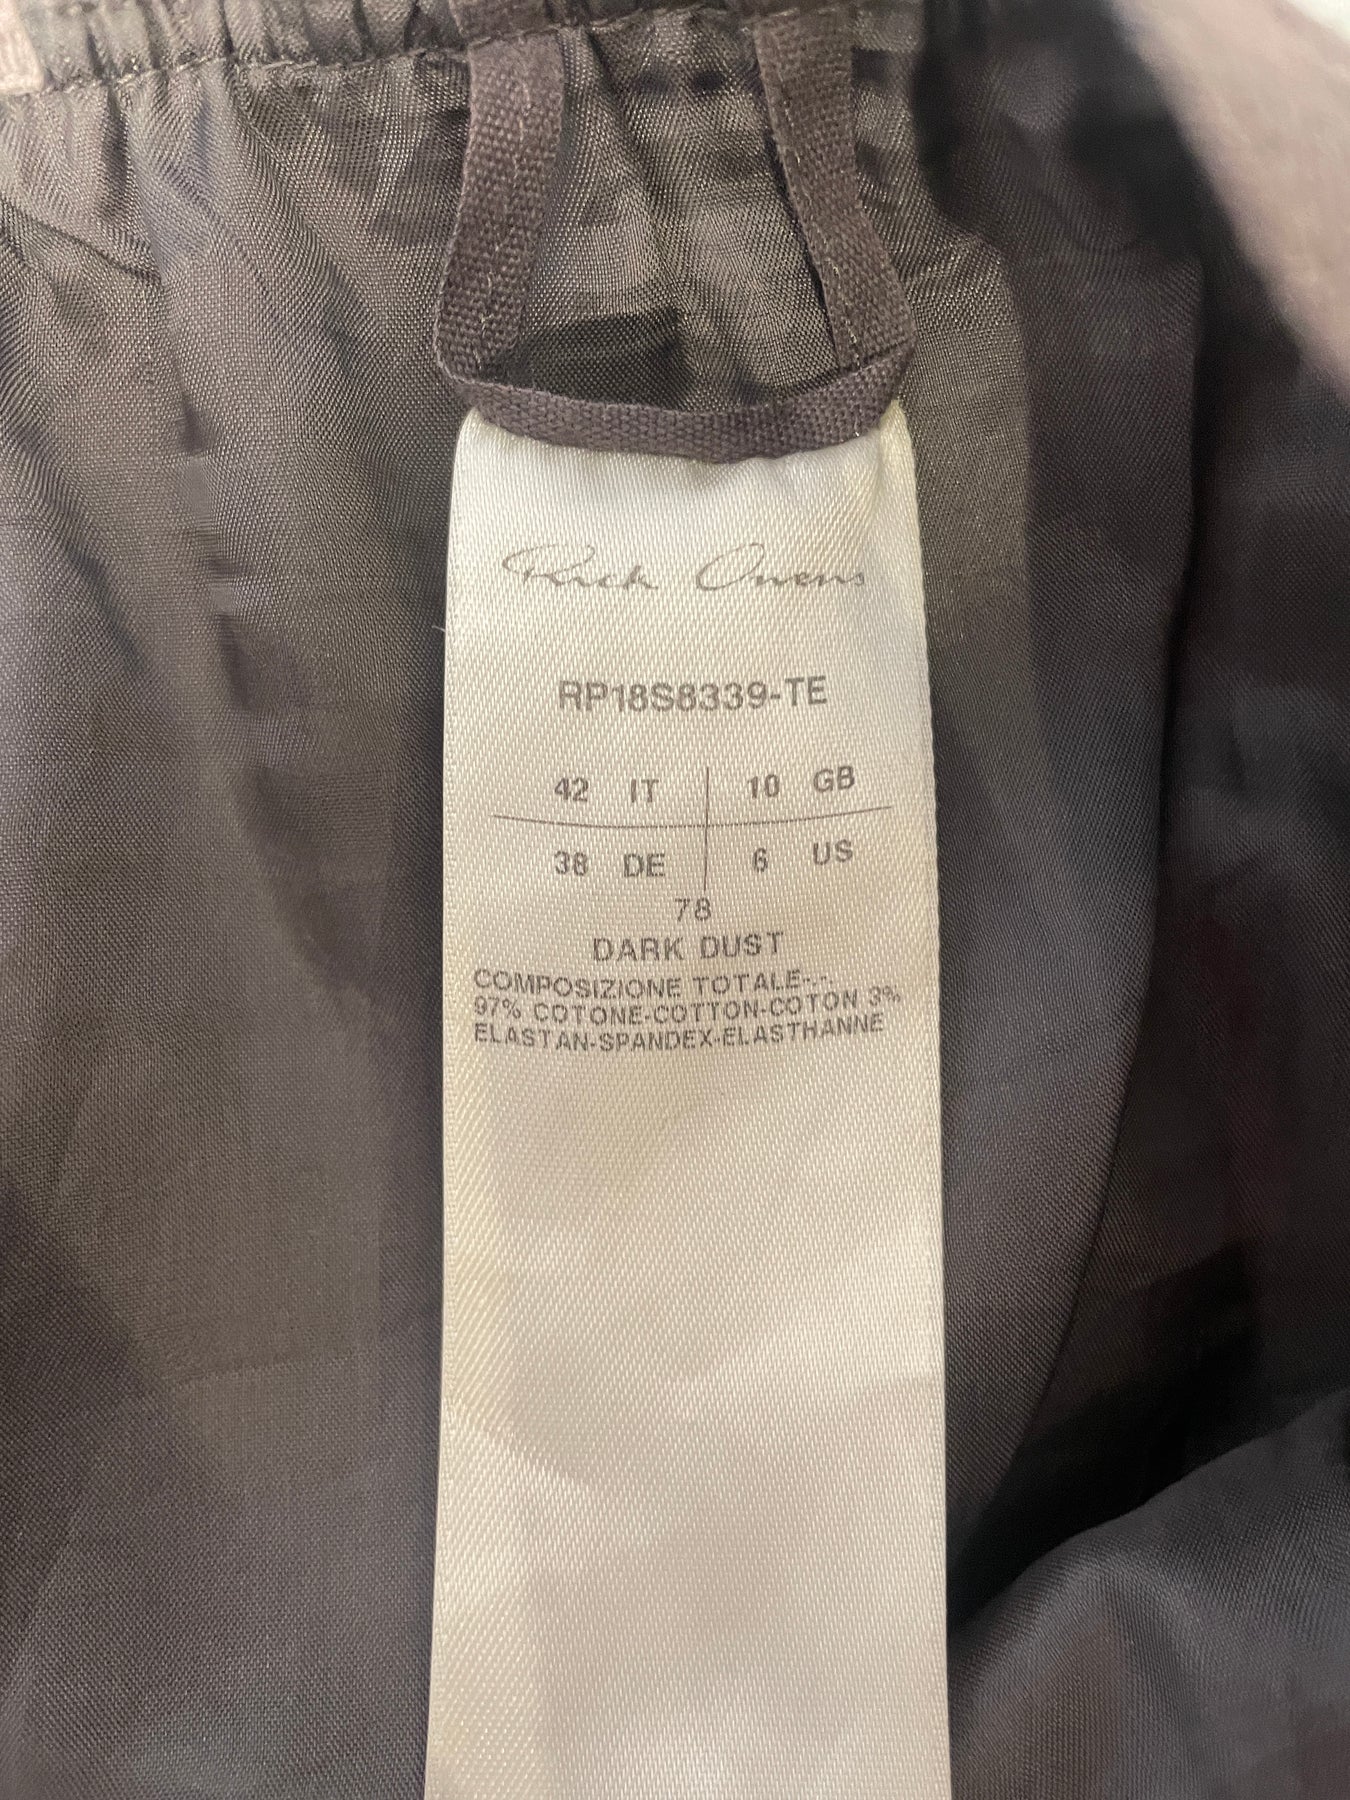 Rick Owens
RP18S8339-TE
42 IT 10 GB
38 DE 6 US
78
DARK DUST
COMPOSIZIONE TOTALE-.-.
97% COTONE-COTTON-COTON 3%
ELASTAN-SPANDEX-ELASTHANNE